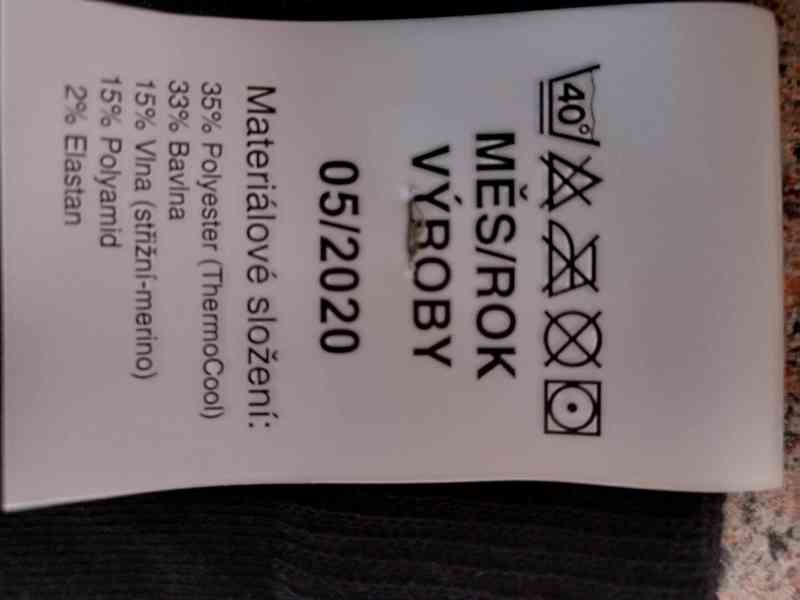 40°
MĚS/ROK
VÝROBY
05/2020
Materiálové složení:
35% Polyester (ThermoCool)
33% Bavlna
15% Vlna (střižní-merino)
15% Polyamid
2% Elastan